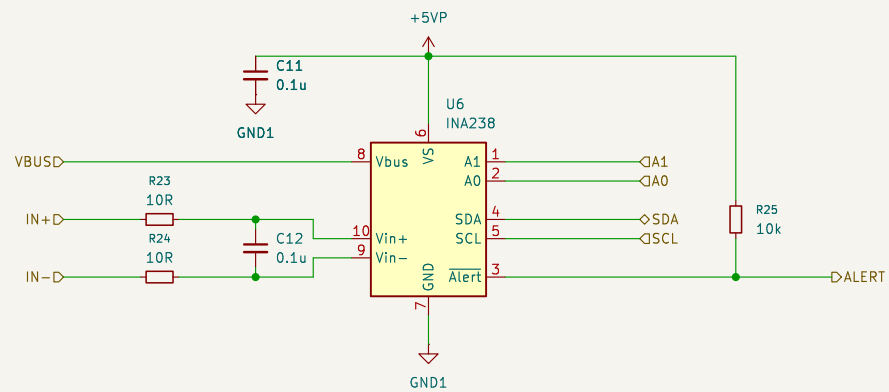 +5VP
C11
0.1u
GND1
U6
INA238
6
VS
VBUS
8
Vbus
A1
1
A1
A0
2
A0
R23
10R
IN+
10
Vin+
SDA
4
SDA
R24
10R
C12
0.1u
9
Vin-
SCL
5
SCL
R25
10k
IN-
GND
7
Alert
3
ALERT
GND1